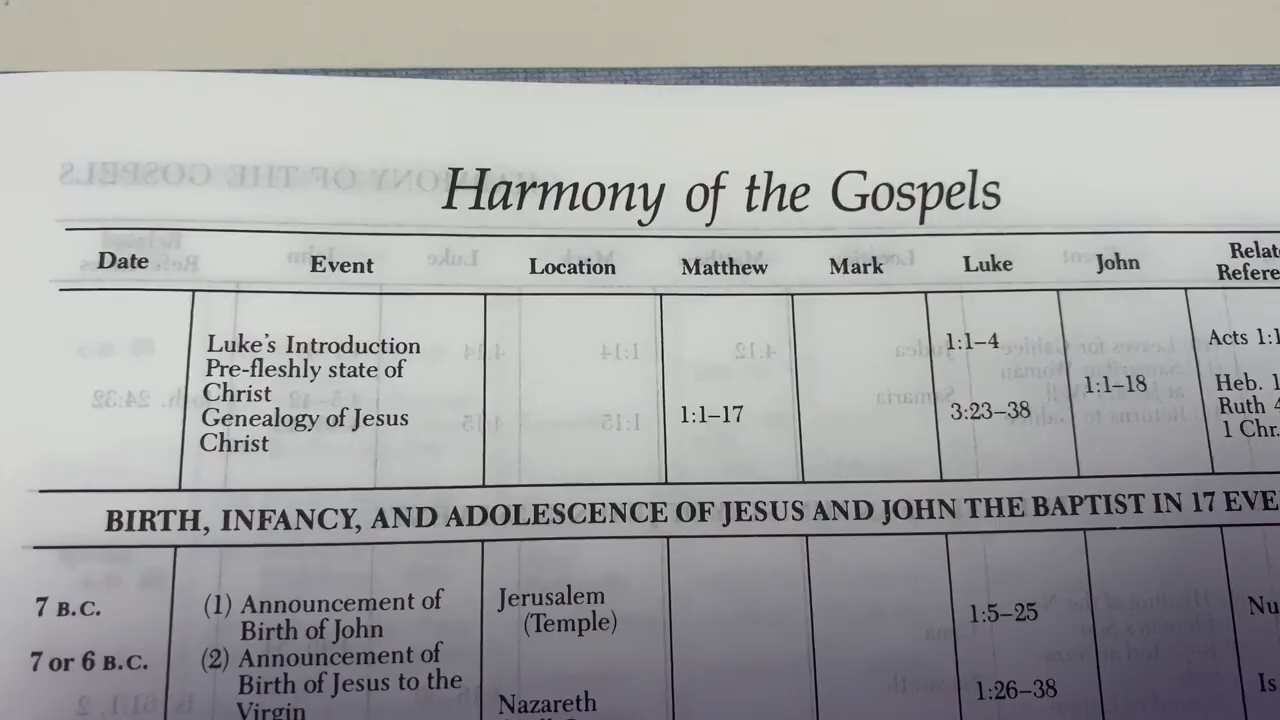 Harmony of the Gospels
Date Event Location Matthew Mark Luke John
Luke's Introduction 1:1–4
Pre-fleshly state of
Christ 1:1–18
Genealogy of Jesus 1:1–17 3:23–38
Christ
BIRTH, INFANCY, AND ADOLESCENCE OF JESUS AND JOHN THE BAPTIST IN 17 EVE
7 B.C. (1) Announcement of Jerusalem
Birth of John (Temple) 1:5–25
7 or 6 B.C. (2) Announcement of
Birth of Jesus to the 1:26–38
Virgin Nazareth
Acts 1:1
Heb. 1
Ruth 4
1 Chr.